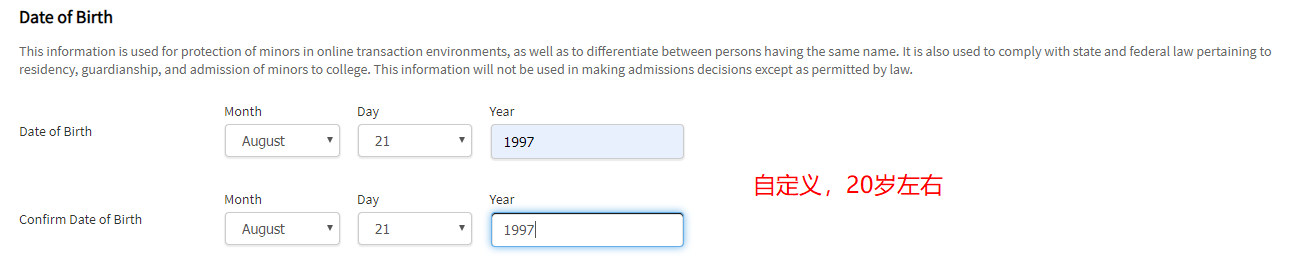 Date of Birth
This information is used for protection of minors in online transaction environments, as well as to differentiate between persons having the same name. It is also used to comply with state and federal law pertaining to
residency, guardianship, and admission of minors to college. This information will not be used in making admissions decisions except as permitted by law.
Month Day Year
Date of Birth August 21 1997
自定义，20岁左右
Month Day Year
Confirm Date of Birth August 21 1997